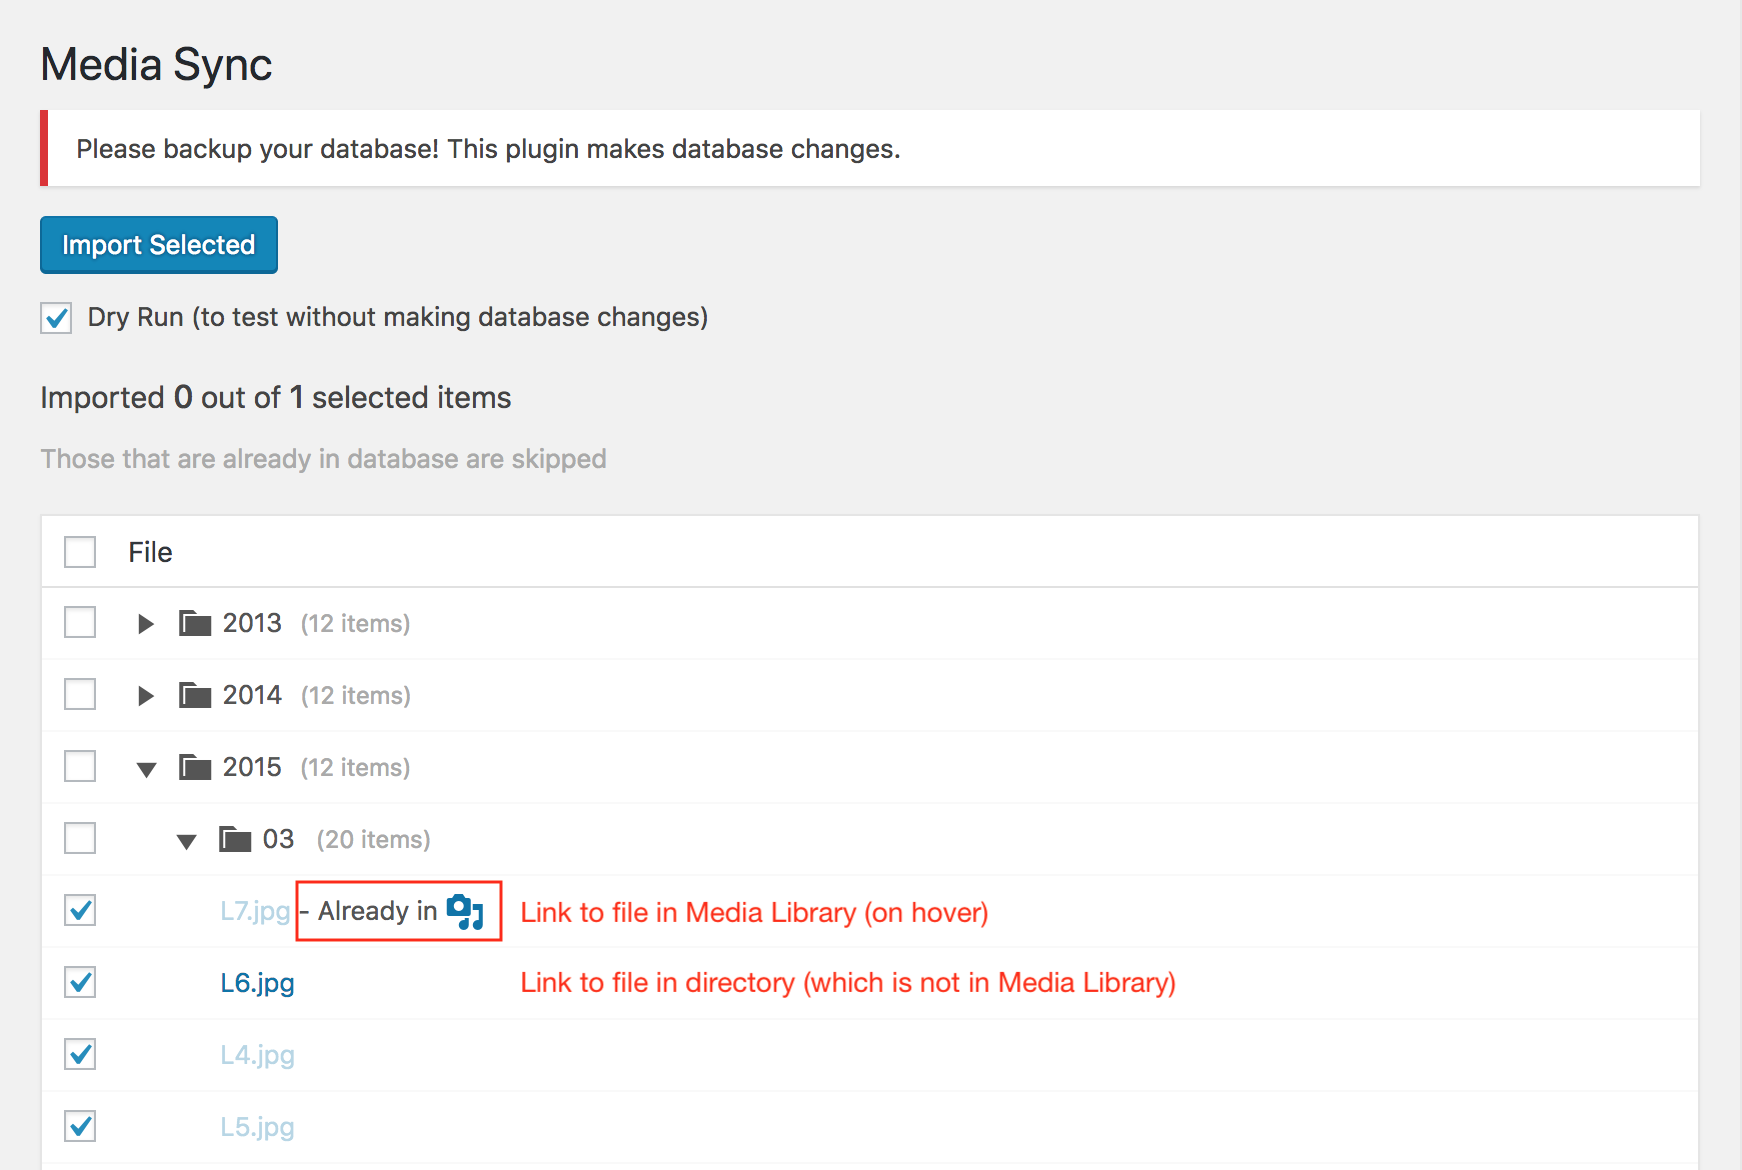 Media Sync
Please backup your database! This plugin makes database changes.
Import Selected
Dry Run (to test without making database changes)
Imported 0 out of 1 selected items
Those that are already in database are skipped
File
2013 (12 items)
2014 (12 items)
2015 (12 items)
03 (20 items)
L7.jpg - Already in Link to file in Media Library (on hover)
L6.jpg Link to file in directory (which is not in Media Library)
L4.jpg
L5.jpg